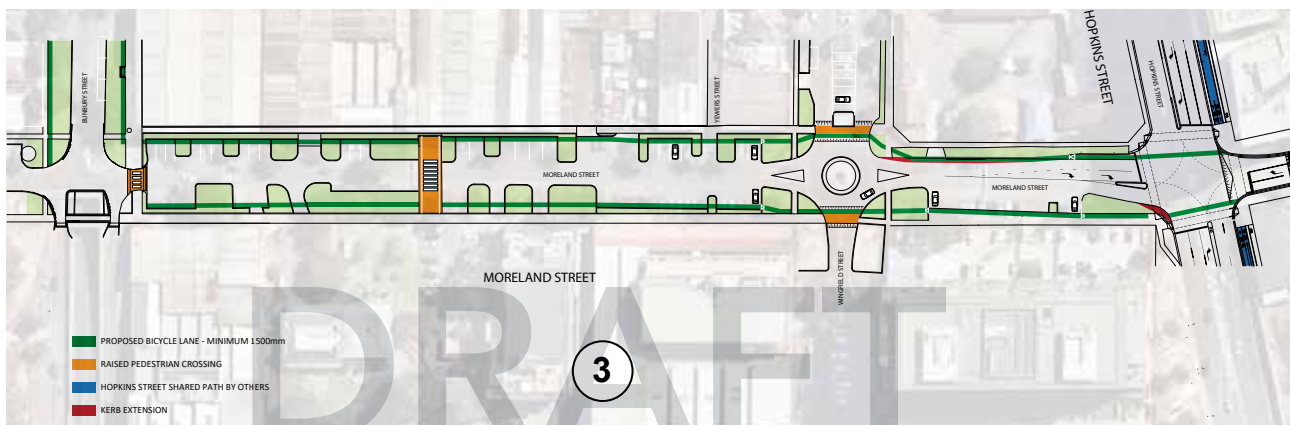 BUNBURY STREET
YEWERS STREET
HOPKINS STREET
HOPKINS STREET
MORELAND STREET
MORELAND STREET
WINGFIELD STREET
MORELAND STREET
DRAFT
PROPOSED BICYCLE LANE - MINIMUM 1500mm
RAISED PEDESTRIAN CROSSING
HOPKINS STREET SHARED PATH BY OTHERS
KERB EXTENSION
3